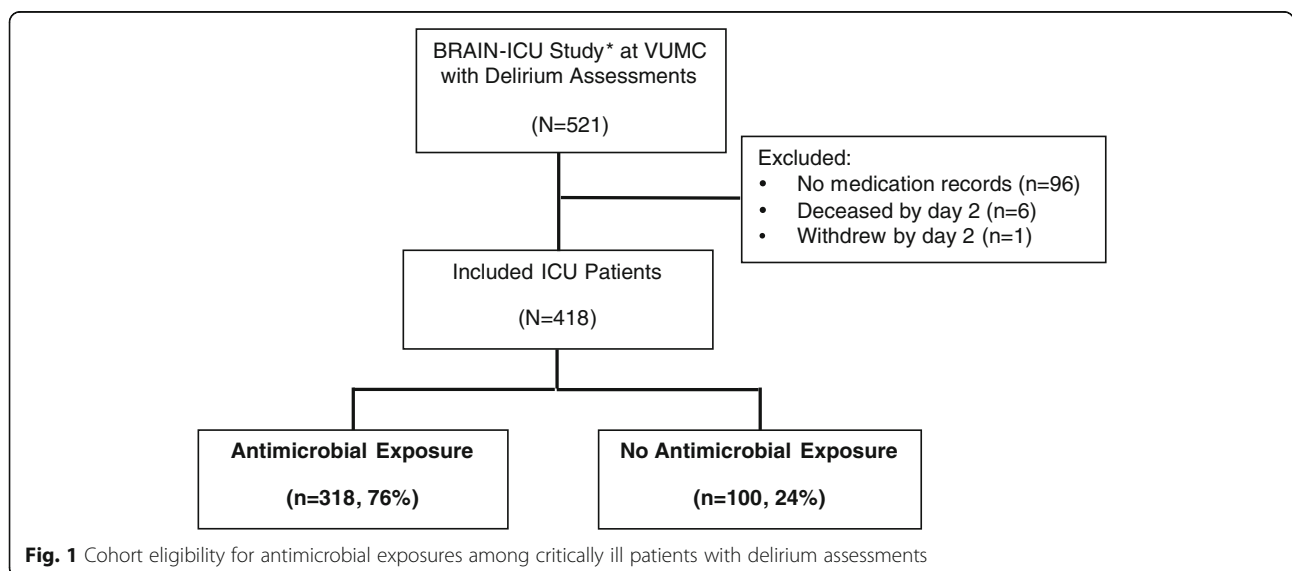 BRAIN-ICU Study* at VUMC
with Delirium Assessments
(N=521)
Excluded:
• No medication records (n=96)
• Deceased by day 2 (n=6)
• Withdrew by day 2 (n=1)
Included ICU Patients
(N=418)
Antimicrobial Exposure
(n=318, 76%)
No Antimicrobial Exposure
(n=100, 24%)
Fig. 1 Cohort eligibility for antimicrobial exposures among critically ill patients with delirium assessments